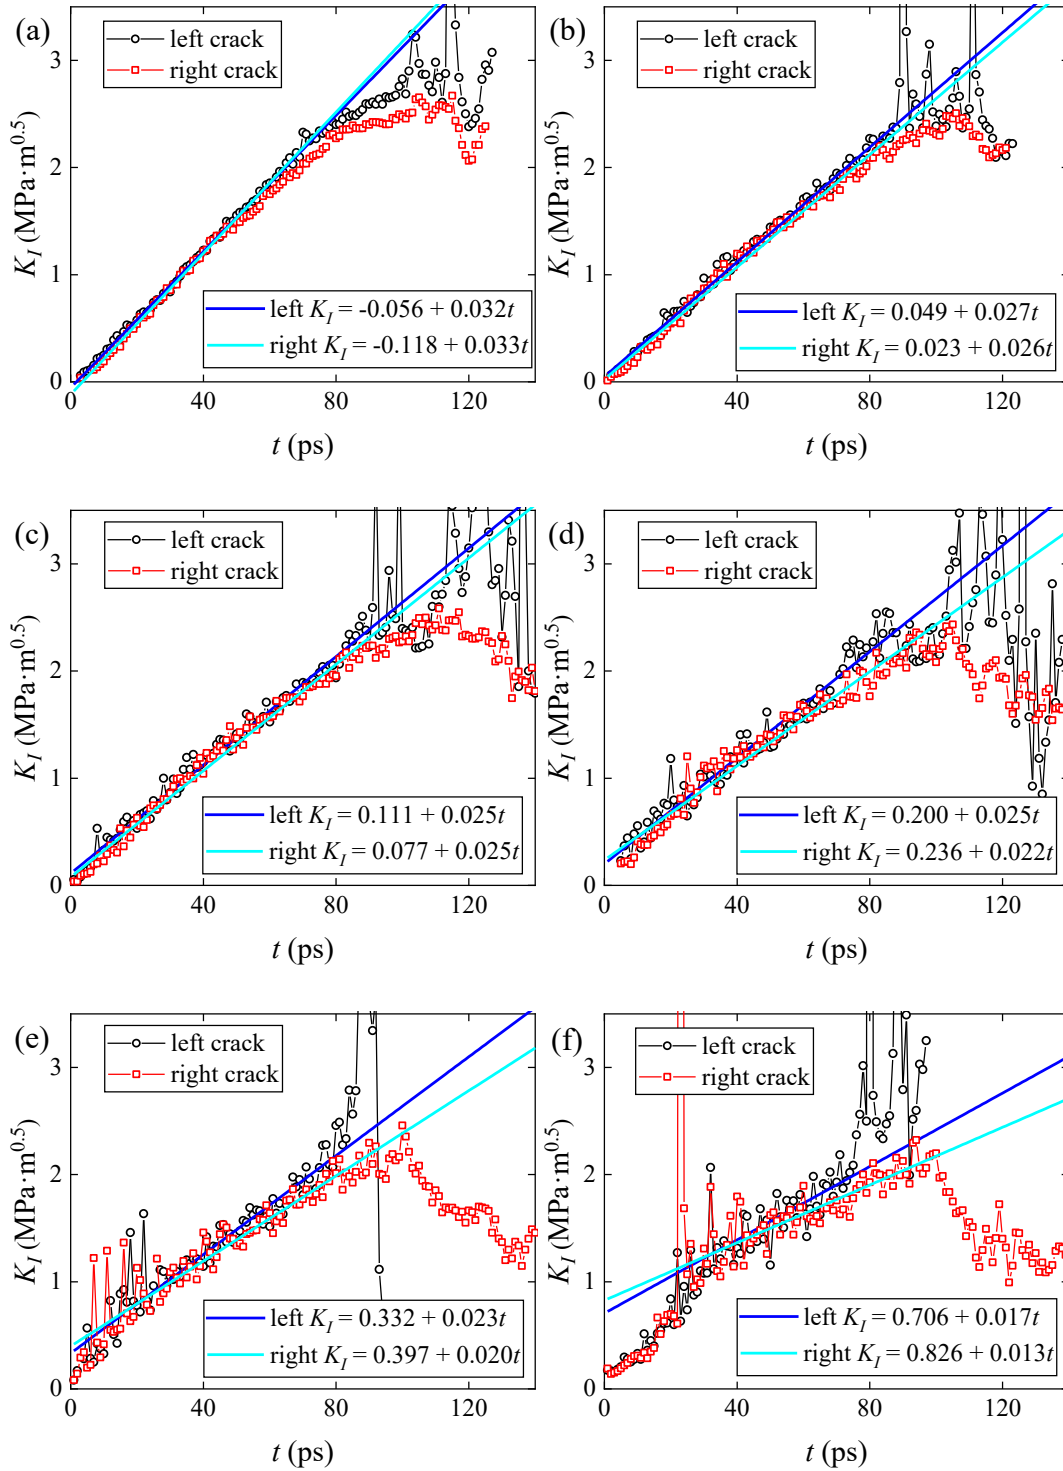 (a)
left crack
right crack
3
2
1
0
K_I (MPa·m^0.5)
left K_I = -0.056 + 0.032t
right K_I = -0.118 + 0.033t
0 40 80 120
t (ps)
(b)
left crack
right crack
3
2
1
0
K_I (MPa·m^0.5)
left K_I = 0.049 + 0.027t
right K_I = 0.023 + 0.026t
0 40 80 120
t (ps)
(c)
left crack
right crack
3
2
1
0
K_I (MPa·m^0.5)
left K_I = 0.111 + 0.025t
right K_I = 0.077 + 0.025t
0 40 80 120
t (ps)
(d)
left crack
right crack
3
2
1
0
K_I (MPa·m^0.5)
left K_I = 0.200 + 0.025t
right K_I = 0.236 + 0.022t
0 40 80 120
t (ps)
(e)
left crack
right crack
3
2
1
0
K_I (MPa·m^0.5)
left K_I = 0.332 + 0.023t
right K_I = 0.397 + 0.020t
0 40 80 120
t (ps)
(f)
left crack
right crack
3
2
1
0
K_I (MPa·m^0.5)
left K_I = 0.706 + 0.017t
right K_I = 0.826 + 0.013t
0 40 80 120
t (ps)